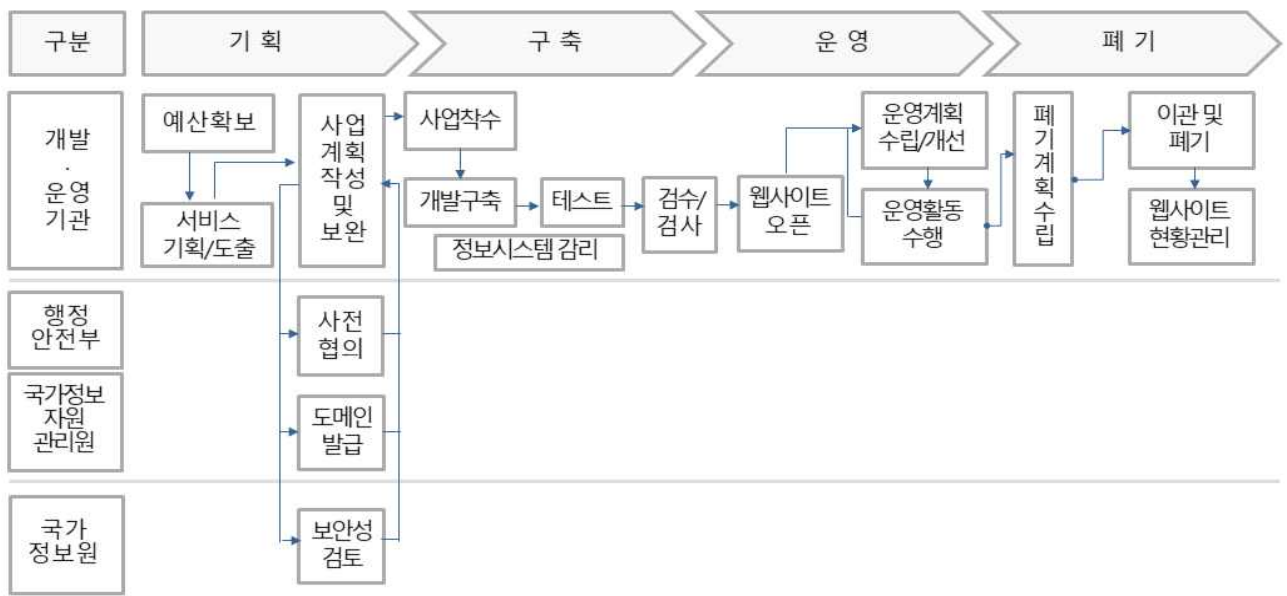 구분
기 획
구 축
운 영
폐 기
개발
·
운영
기관
예산확보
서비스
기획/도출
사업
계획
작성
및
보완
사업착수
개발구축
테스트
정보시스템 감리
검수/
검사
웹사이트
오픈
운영계획
수립/개선
운영활동
수행
폐
기
계
획
수
립
이관 및
폐기
웹사이트
현황관리
행정
안전부
사전
협의
국가정보
자원
관리원
도메인
발급
국가
정보원
보안성
검토